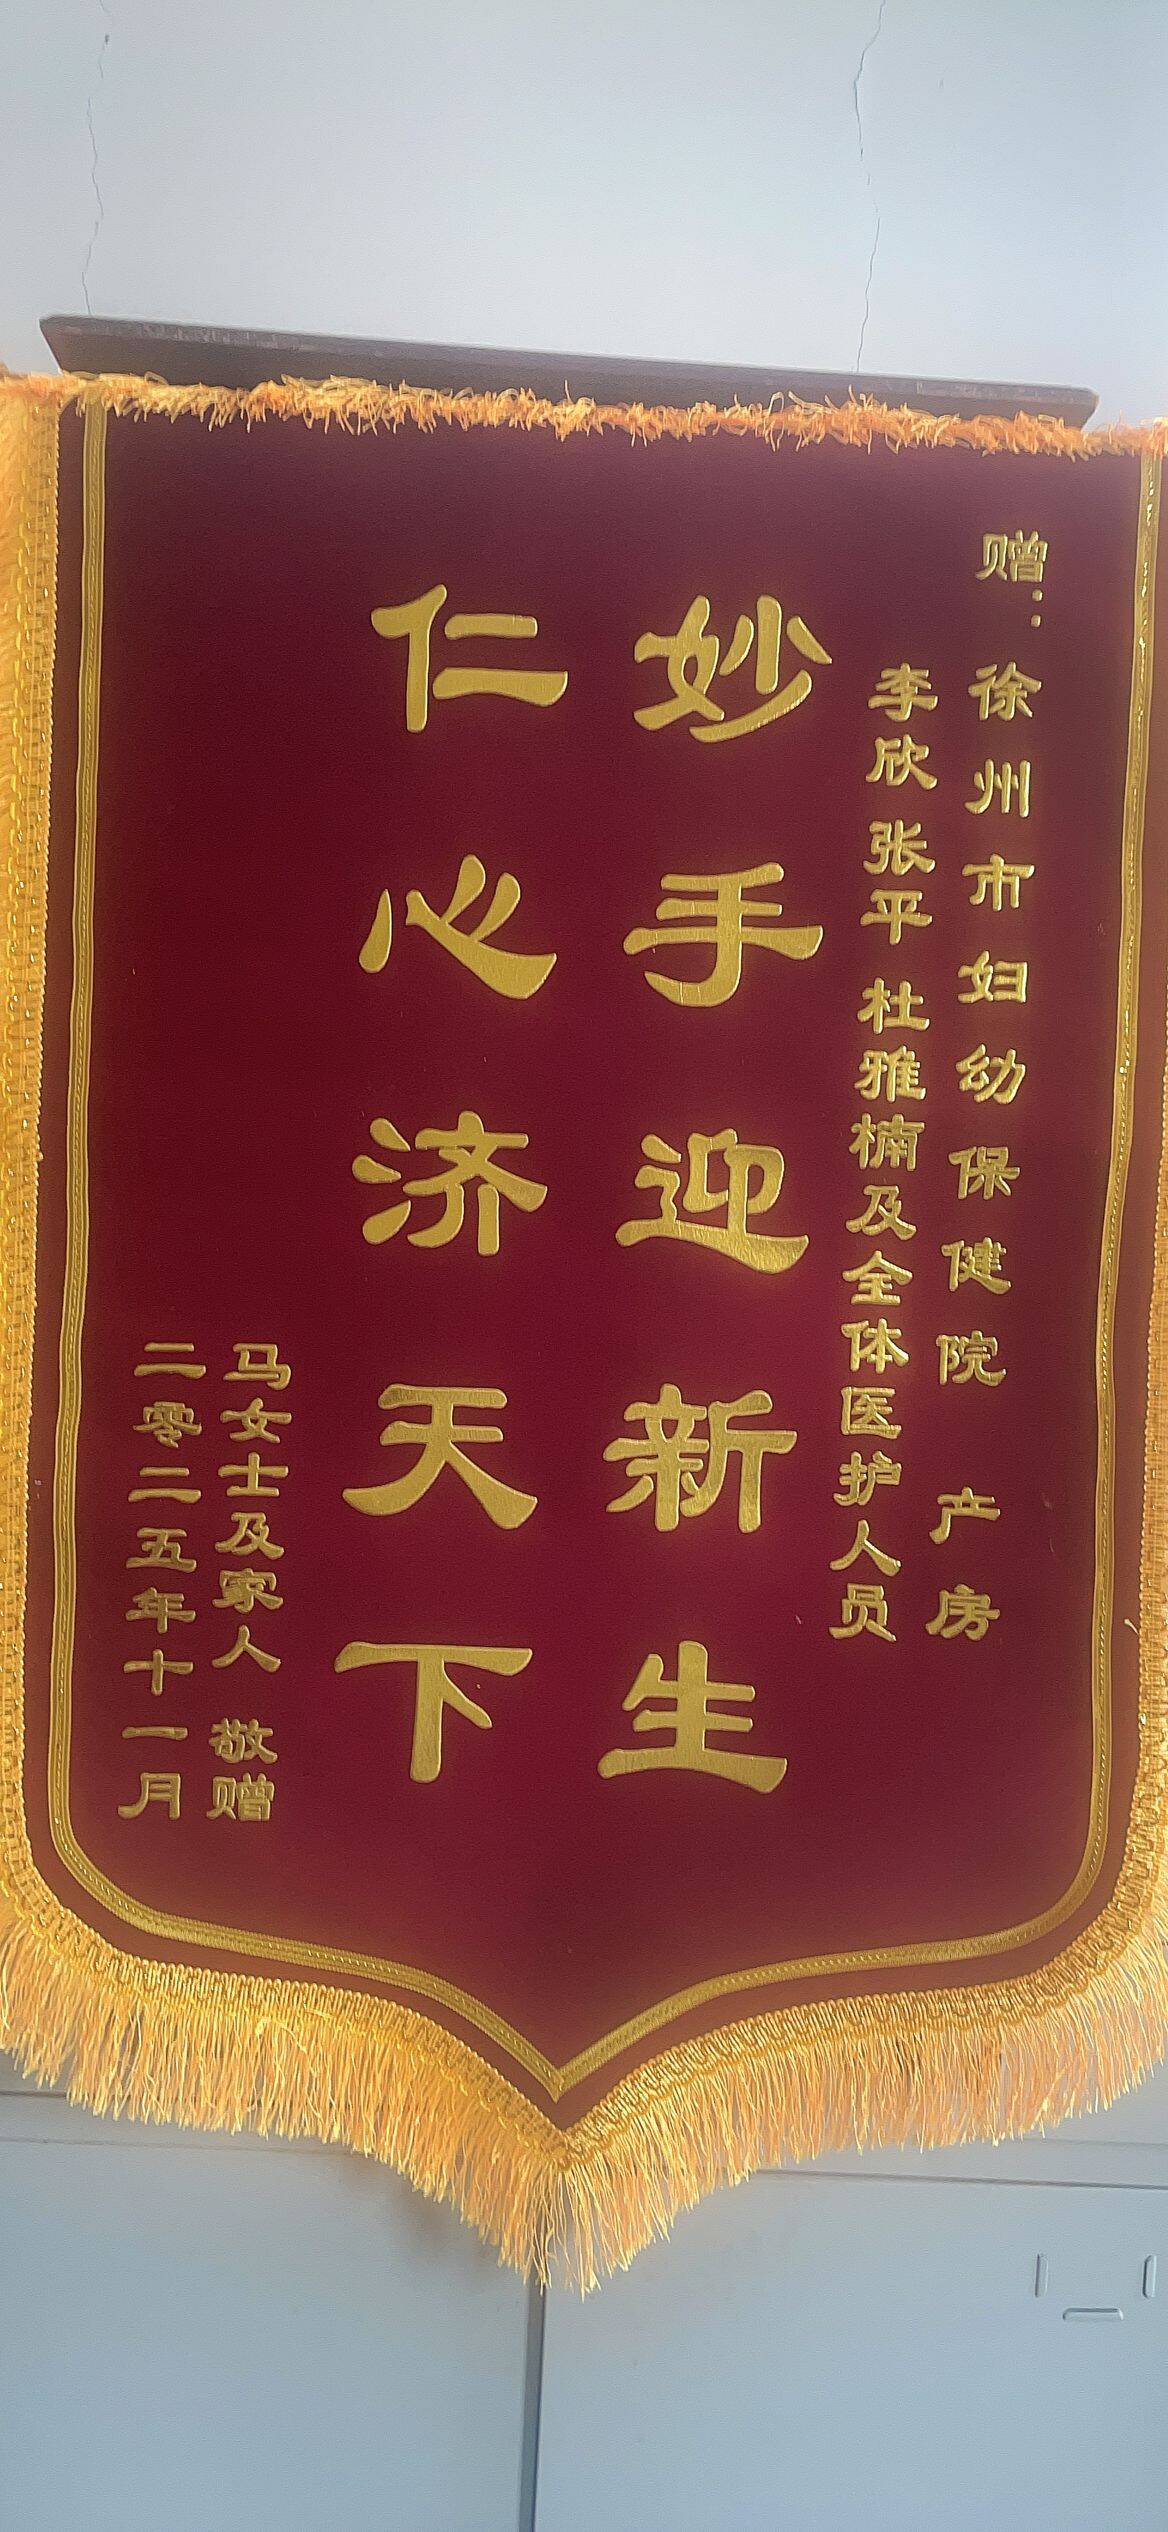 赠：徐州市妇幼保健院 产房
李欣 张平 杜雅楠及全体医护人员
妙手迎新生
仁心济天下
马女士及家人 敬赠
二零二五年十一月